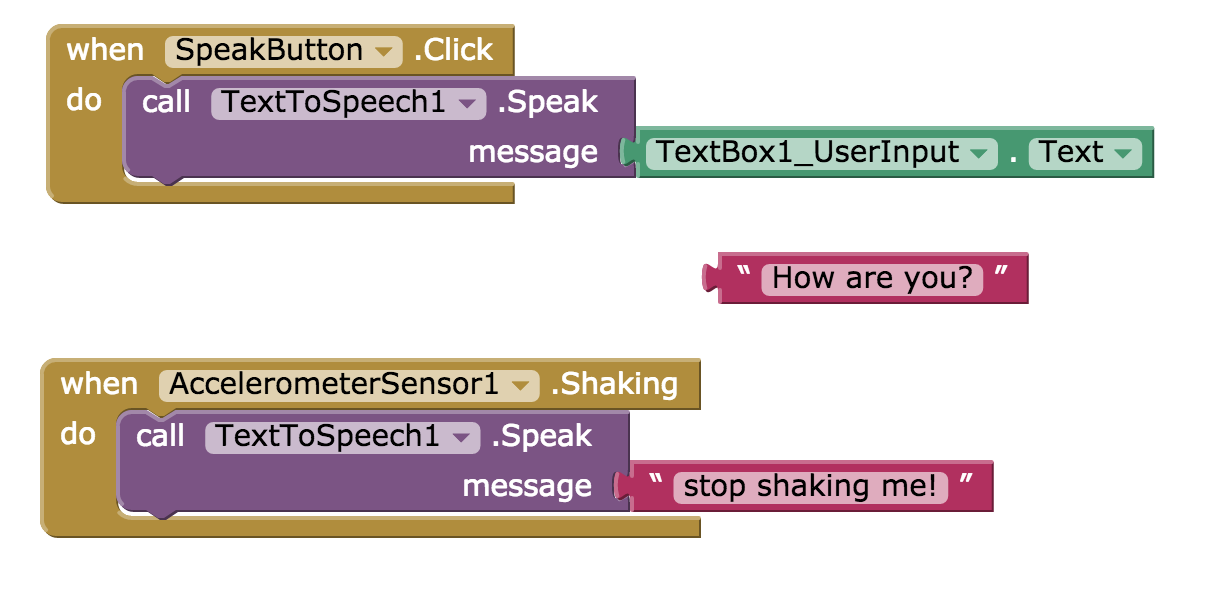 when SpeakButton .Click
do call TextToSpeech1 .Speak
message TextBox1_UserInput . Text
“ How are you? ”
when AccelerometerSensor1 .Shaking
do call TextToSpeech1 .Speak
message “ stop shaking me! ”